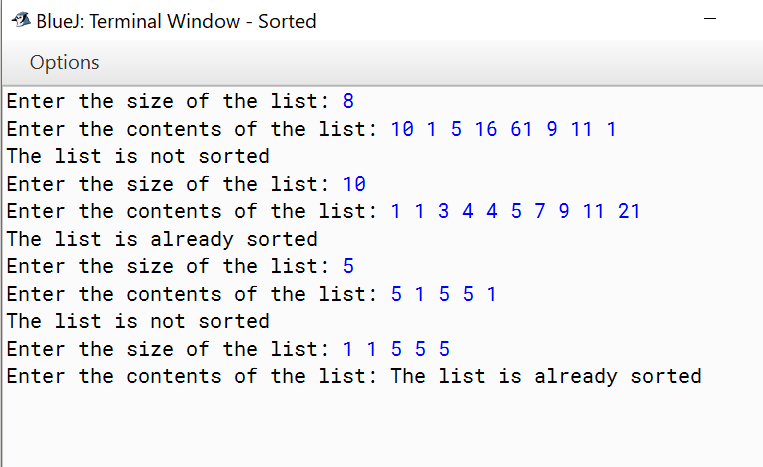 BlueJ: Terminal Window - Sorted
Options
Enter the size of the list: 8
Enter the contents of the list: 10 1 5 16 61 9 11 1
The list is not sorted
Enter the size of the list: 10
Enter the contents of the list: 1 1 3 4 4 5 7 9 11 21
The list is already sorted
Enter the size of the list: 5
Enter the contents of the list: 5 1 5 5 1
The list is not sorted
Enter the size of the list: 1 1 5 5 5
Enter the contents of the list: The list is already sorted